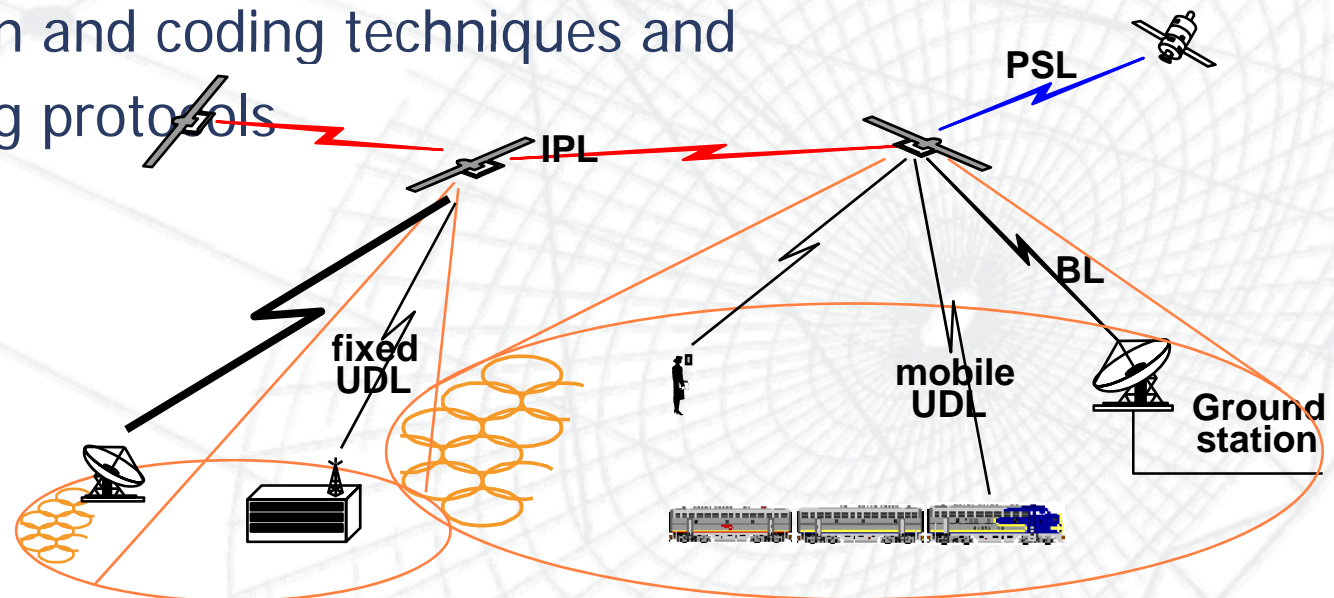 and coding techniques and
protocols
PSL
IPL
BL
fixed
UDL
mobile
UDL
Ground
station